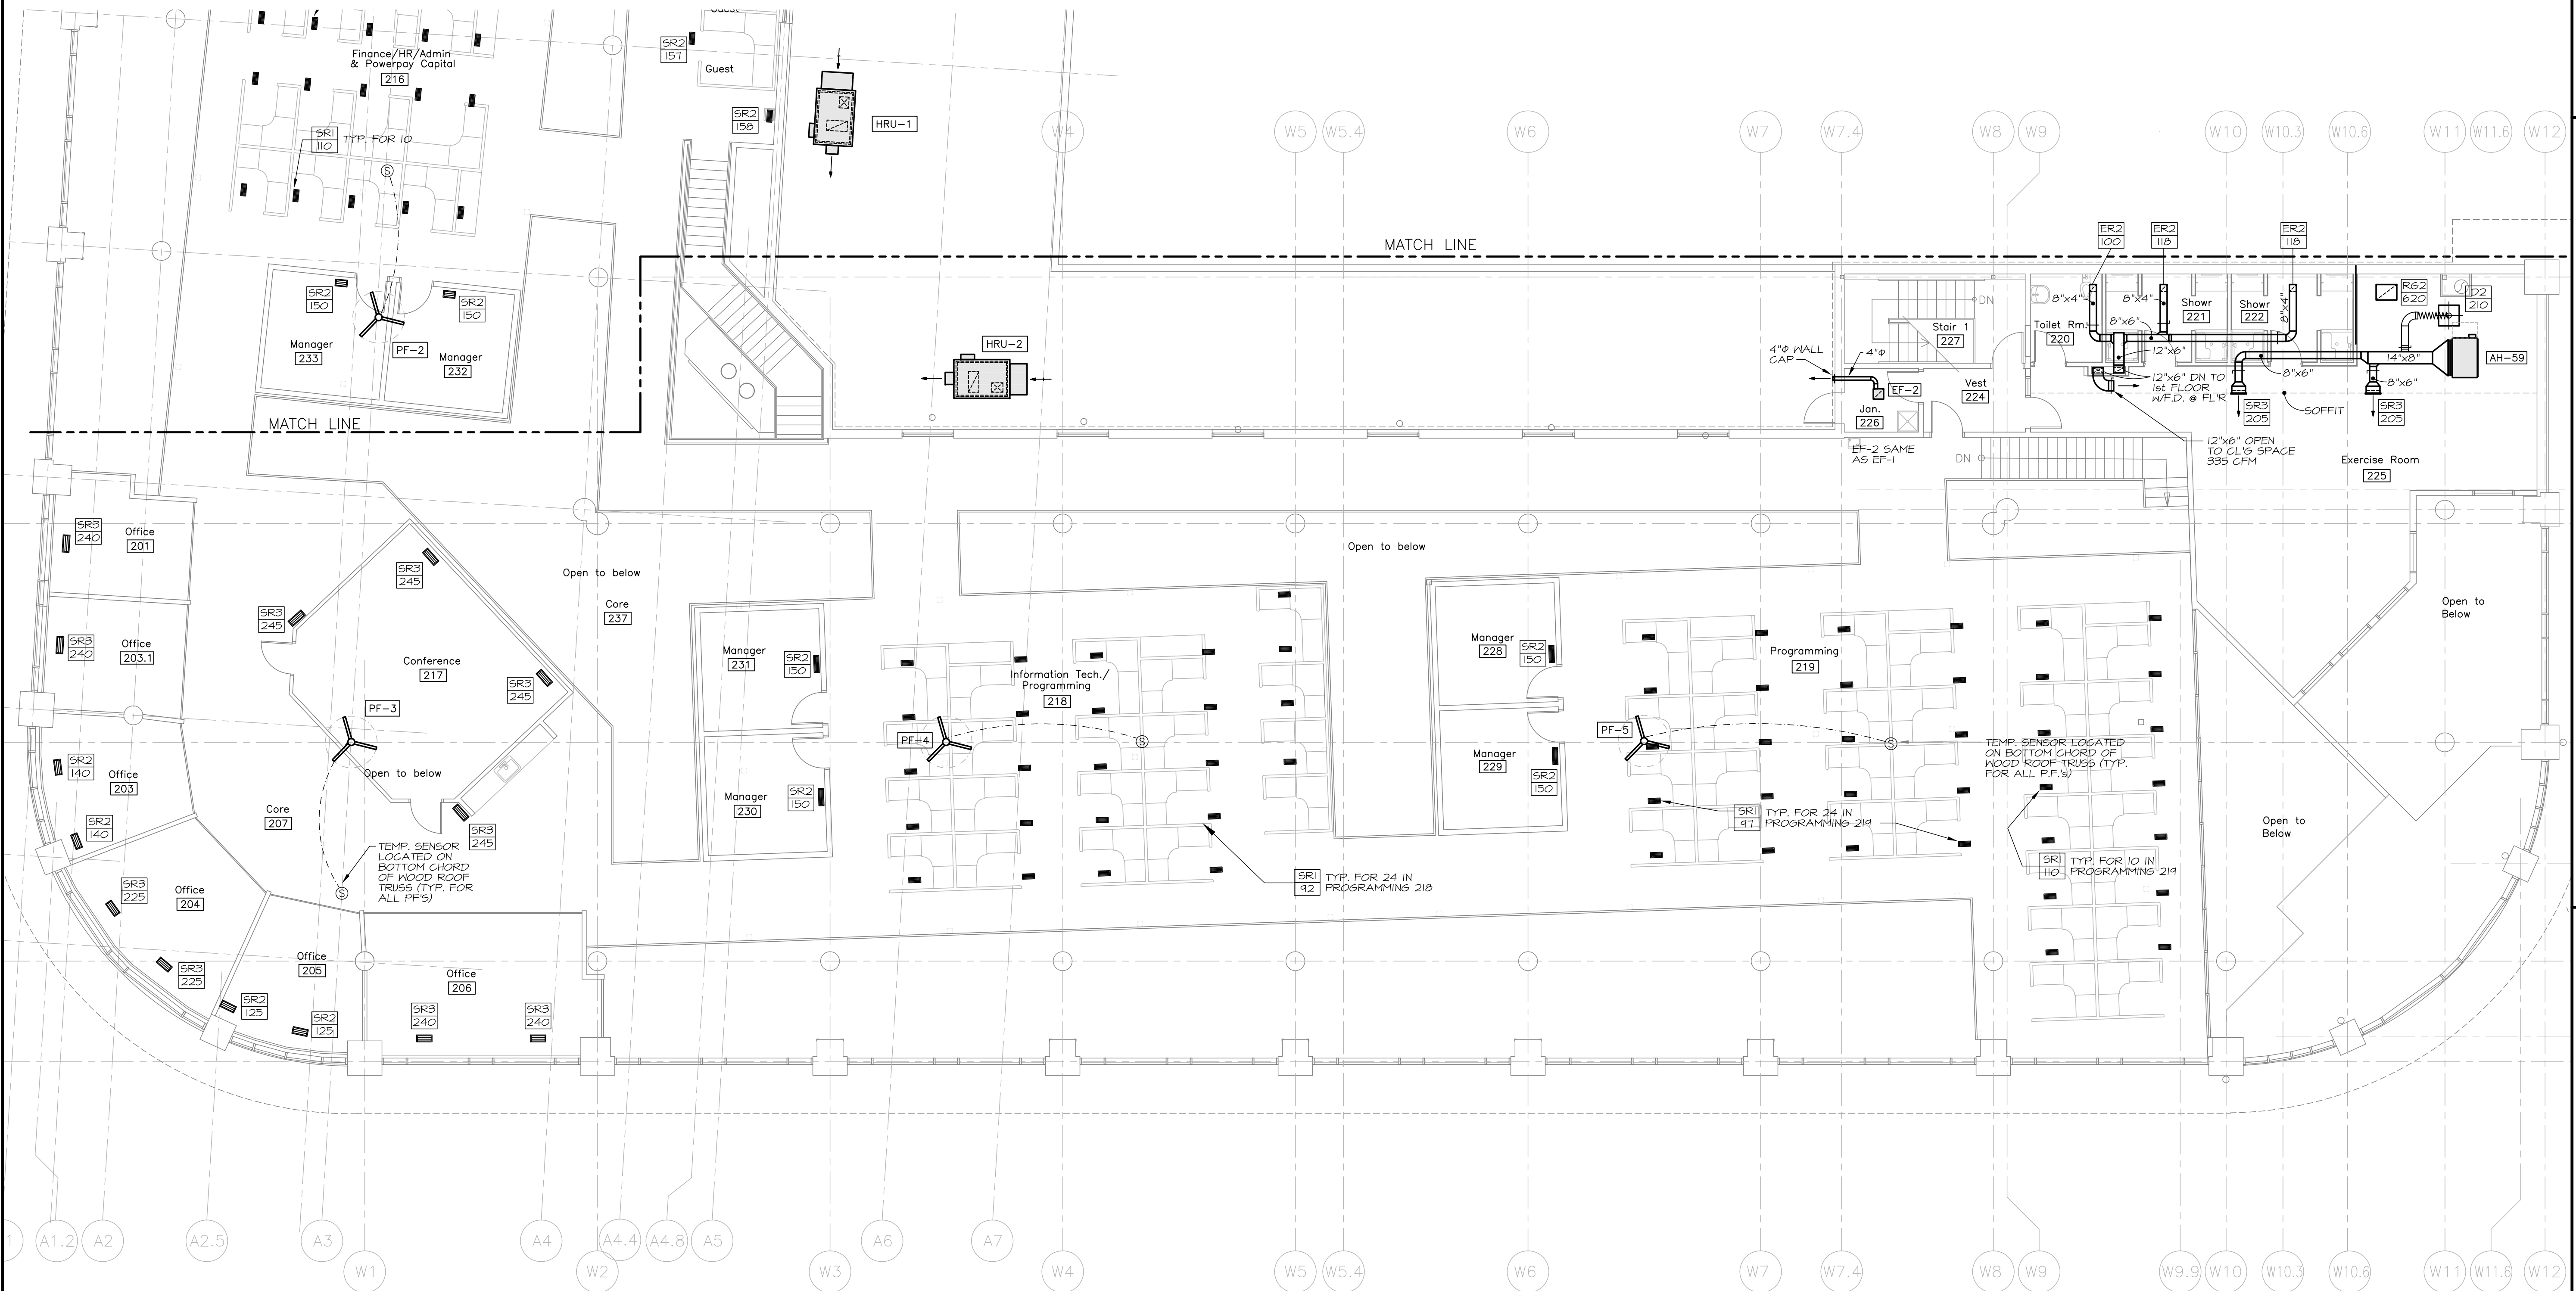 Guest
Finance/HR/Admin
& Powerpay Capital
216
SR2
157
Guest
SR2
158
HRU-1
SR1
110
TYP. FOR 10
W4
W5
W5.4
W6
W7
W7.4
W8
W9
W10
W10.3
W10.6
W11
W11.6
W12
MATCH LINE
ER2
100
ER2
118
ER2
118
SR2
150
SR2
150
Manager
233
PF-2
Manager
232
MATCH LINE
HRU-2
4"Φ WALL
CAP
4"Φ
EF-2
Jan.
226
EF-2 SAME
AS EF-1
DN
Stair 1
227
Vest
224
DN
8"x4"
8"x4"
8"x4"
8"x6"
Toilet Rm.
220
Showr
221
Showr
222
RG2
620
D2
210
12"x6"
14"x8"
8"x6"
8"x6"
AH-59
12"x6" DN TO
1st FLOOR
W/F.D. @ FL'R
SR3
205
SOFFIT
SR3
205
12"x6" OPEN
TO CL'G SPACE
335 CFM
Exercise Room
225
SR3
240
Office
201
SR3
245
Open to below
Core
237
Open to below
SR3
245
SR3
240
Office
203.1
Conference
217
SR3
245
PF-3
SR2
140
Office
203
Open to below
Core
207
SR2
140
SR3
245
TEMP. SENSOR
LOCATED ON
BOTTOM CHORD
OF WOOD ROOF
TRUSS (TYP. FOR
ALL PF'S)
SR3
225
Office
204
SR3
225
Office
205
Office
206
SR2
125
SR2
125
SR3
240
SR3
240
Manager
231
SR2
150
Manager
230
SR2
150
Information Tech./
Programming
218
PF-4
SR1
92
TYP. FOR 24 IN
PROGRAMMING 218
Manager
228
SR2
150
Manager
229
SR2
150
PF-5
Programming
219
SR1
97
TYP. FOR 24 IN
PROGRAMMING 219
TEMP. SENSOR LOCATED
ON BOTTOM CHORD OF
WOOD ROOF TRUSS (TYP.
FOR ALL P.F.'s)
SR1
110
TYP. FOR 10 IN
PROGRAMMING 219
Open to
Below
Open to
Below
S
S
S
S
1
A1.2
A2
A2.5
A3
W1
A4
W2
A4.4
A4.8
A5
W3
A6
A7
W4
W5
W5.4
W6
W7
W7.4
W8
W9
W9.9
W10
W10.3
W10.6
W11
W11.6
W12